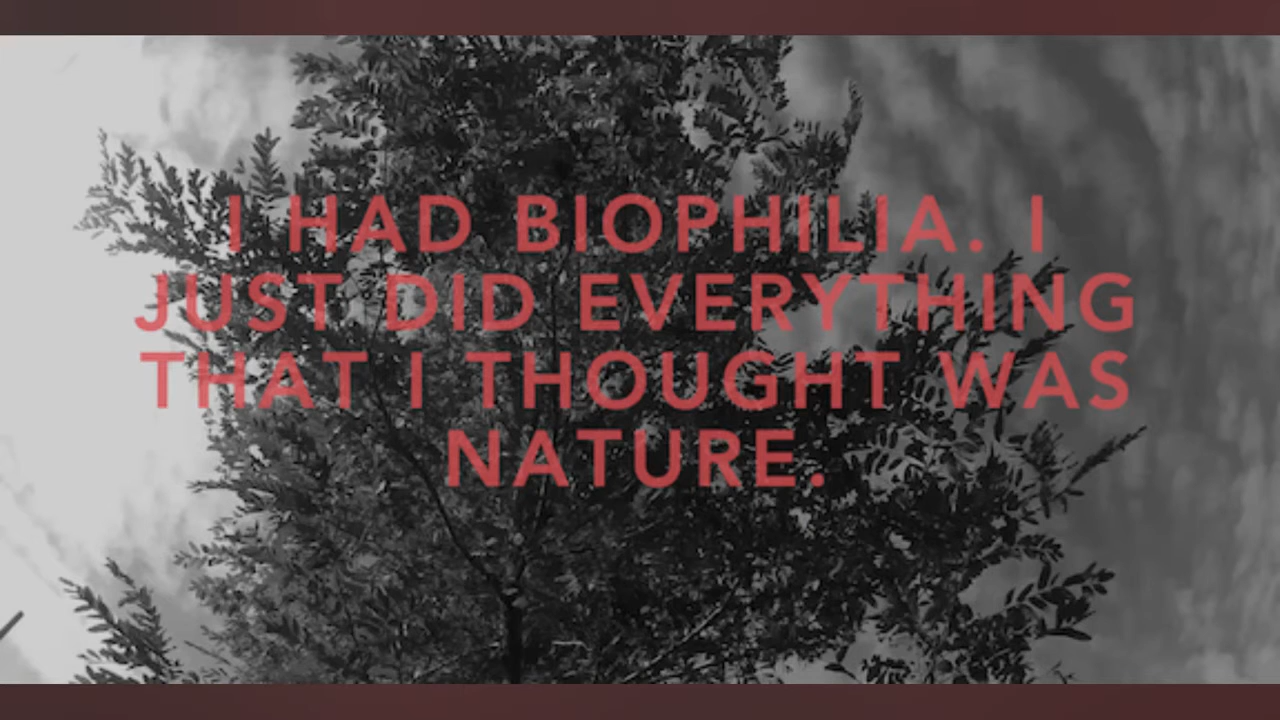 I HAD BIOPHILIA. I
JUST DID EVERYTHING
THAT I THOUGHT WAS
NATURE.